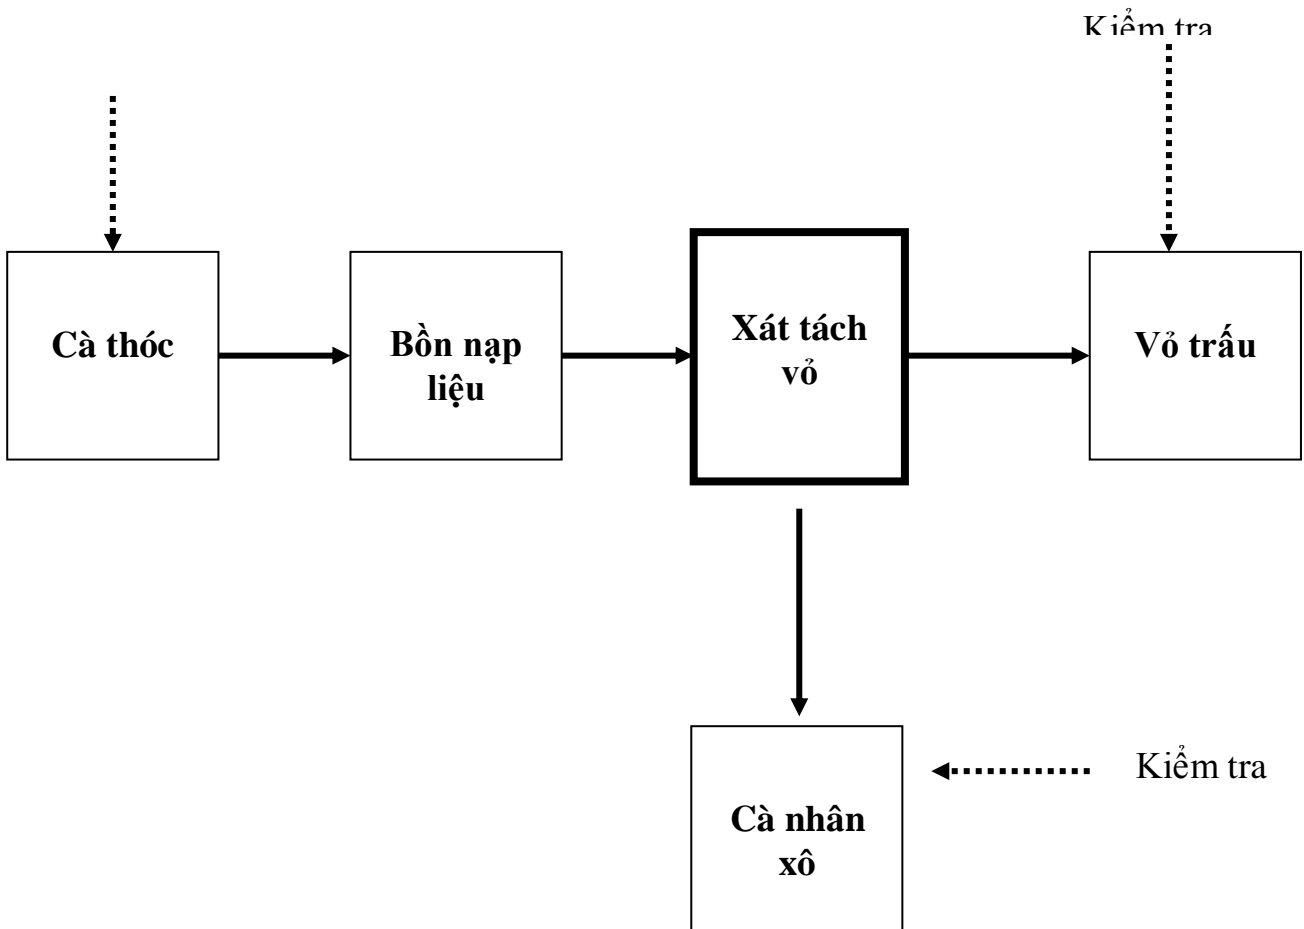 Kiểm tra
Cà thóc
Bồn nạp
liệu
Xát tách
vỏ
Vỏ trấu
Kiểm tra
Cà nhân
xô